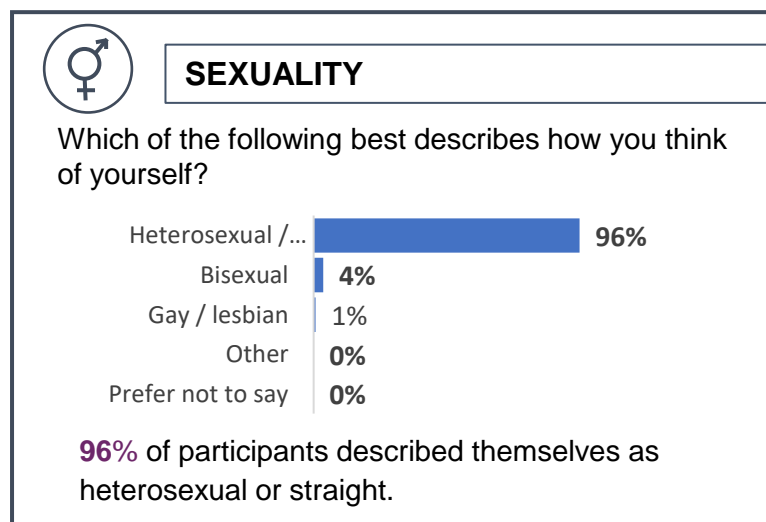 SEXUALITY
Which of the following best describes how you think
of yourself?
Heterosexual /... 96%
Bisexual 4%
Gay / lesbian 1%
Other 0%
Prefer not to say 0%
96% of participants described themselves as
heterosexual or straight.